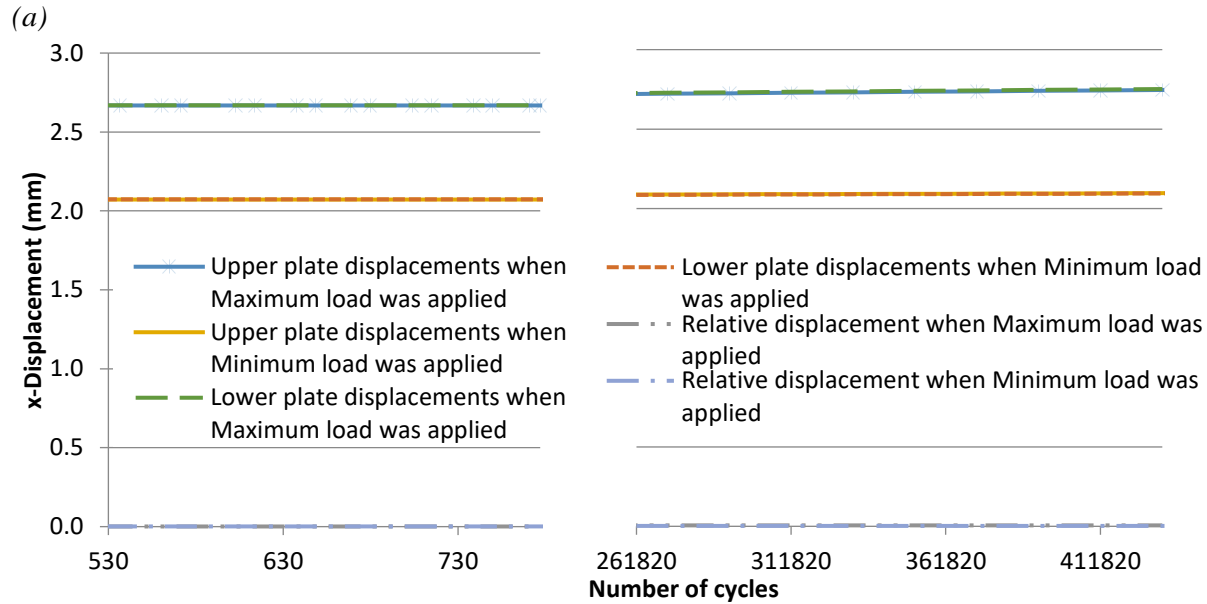 (a)
3.0
2.5
2.0
1.5
1.0
0.5
0.0
x-Displacement (mm)
Upper plate displacements when
Maximum load was applied
Upper plate displacements when
Minimum load was applied
Lower plate displacements when
Maximum load was applied
Lower plate displacements when Minimum load
was applied
Relative displacement when Maximum load was
applied
Relative displacement when Minimum load was
applied
530 630 730 261820 311820 361820 411820
Number of cycles